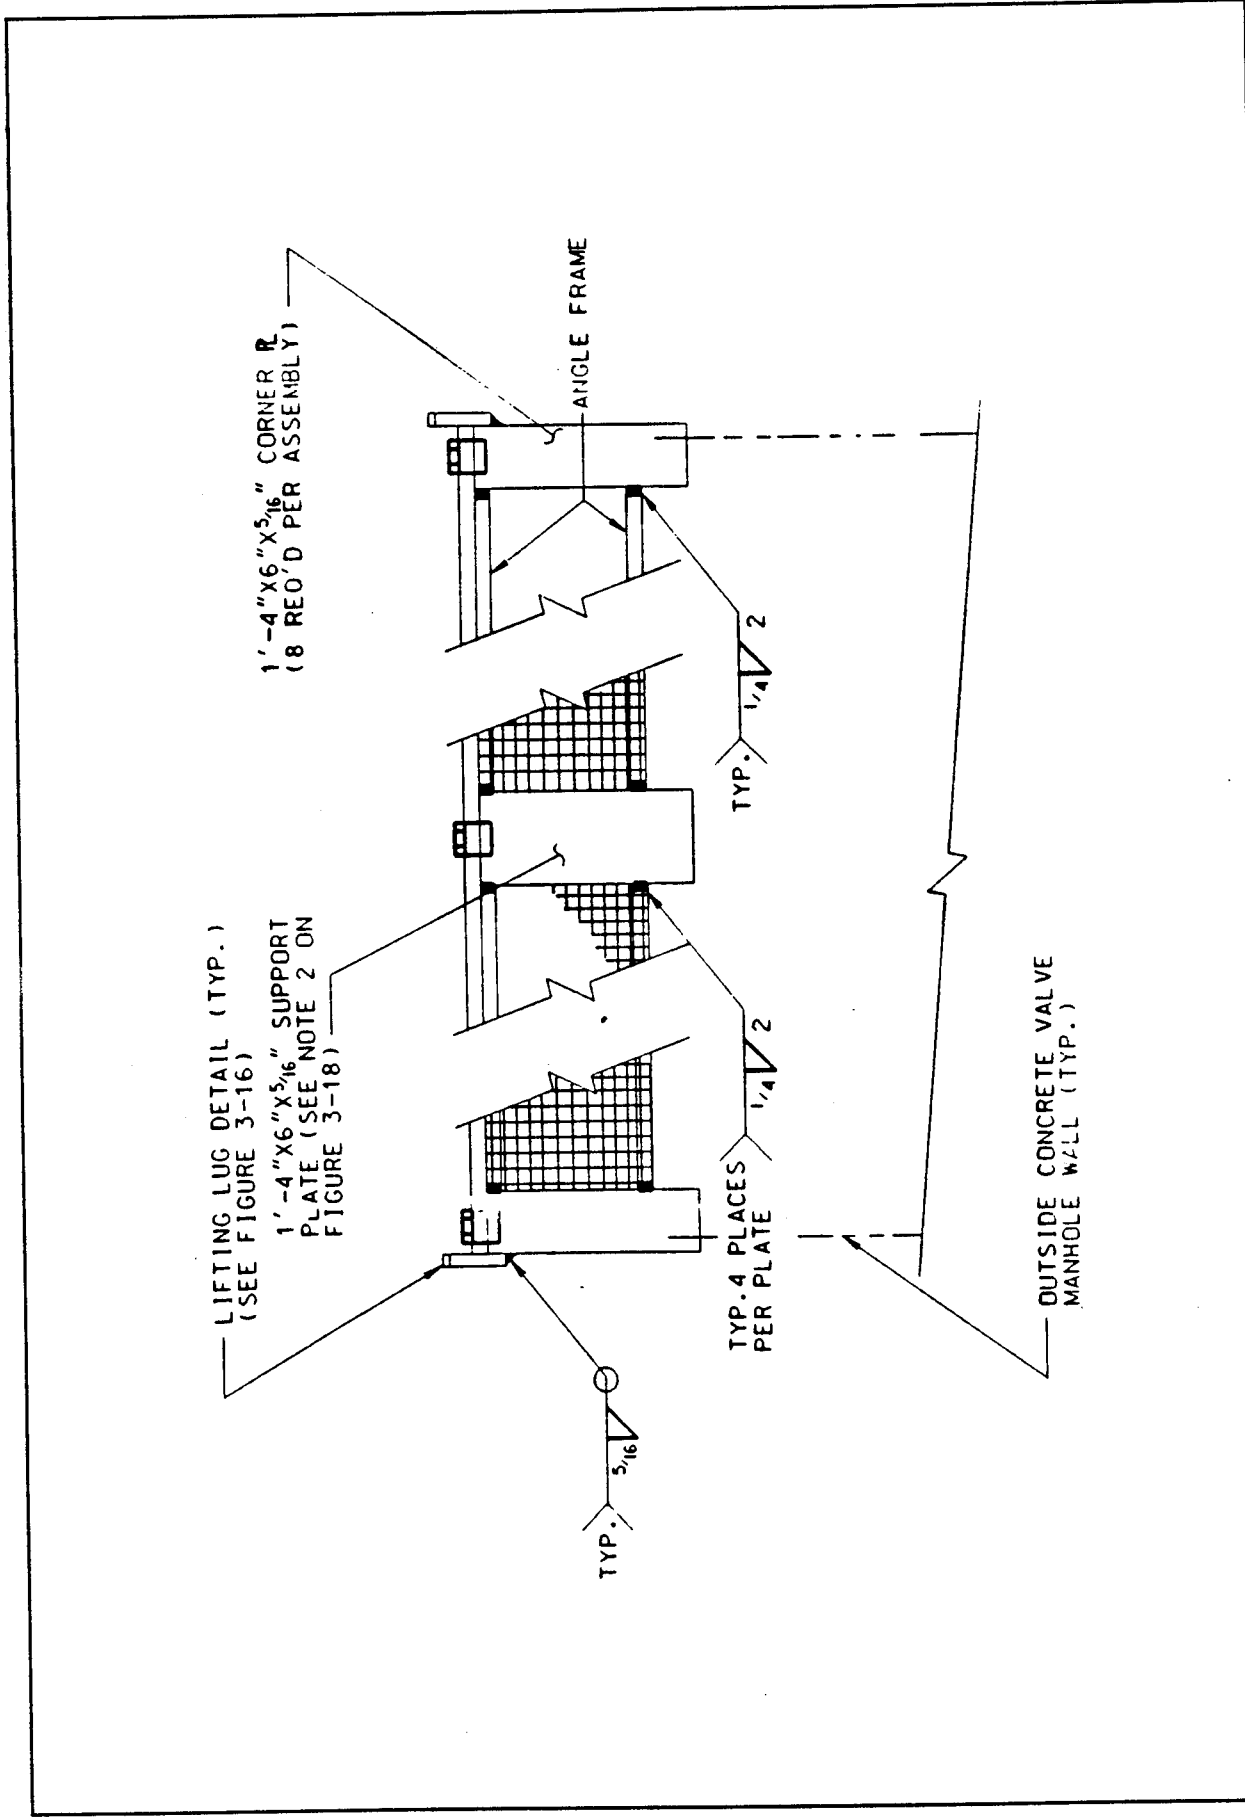 LIFTING LUG DETAIL (TYP.)
(SEE FIGURE 3-16)
1'-4"X6"X5/16" SUPPORT
PLATE (SEE NOTE 2 ON
FIGURE 3-18)
1'-4"X6"X5/16" CORNER PL
(8 REO'D PER ASSEMBLY)
ANGLE FRAME
TYP.
5/16
TYP.4 PLACES
PER PLATE
1/4
2
TYP.
1/4
2
OUTSIDE CONCRETE VALVE
MANHOLE WALL (TYP.)